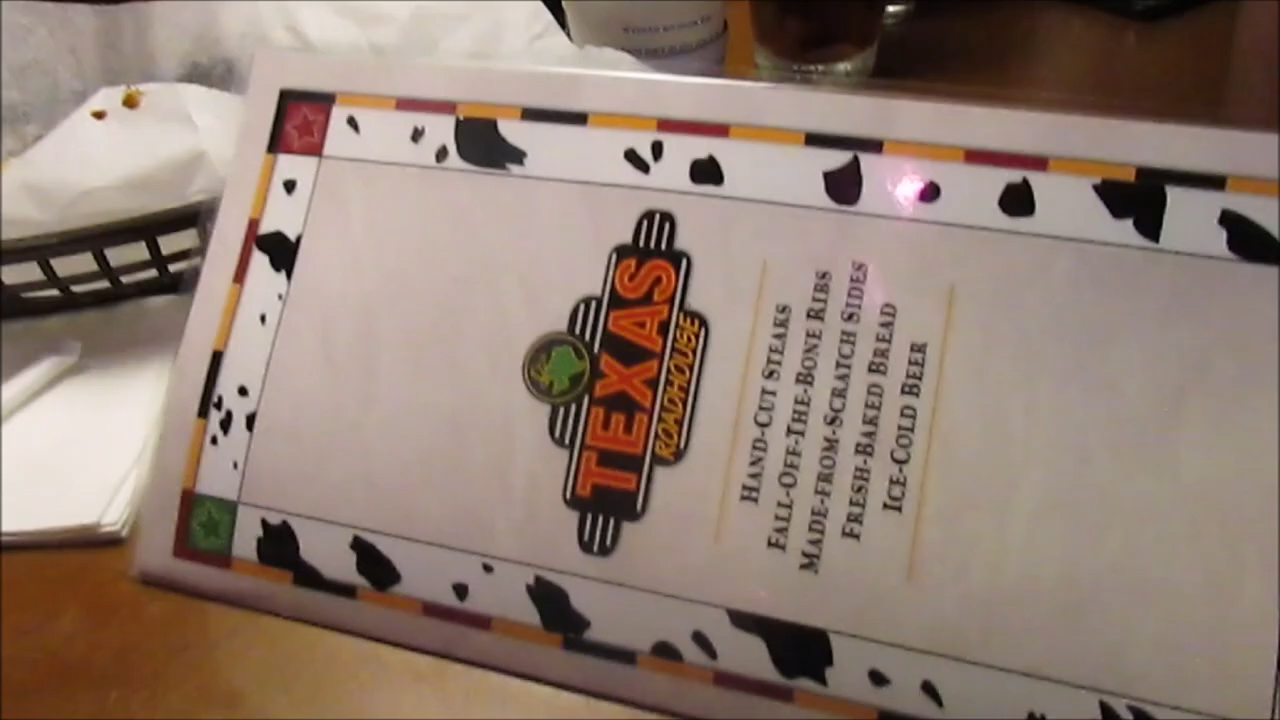 TEXAS
ROADHOUSE
HAND-CUT STEAKS
FALL-OFF-THE-BONE RIBS
MADE-FROM-SCRATCH SIDES
FRESH-BAKED BREAD
ICE-COLD BEER